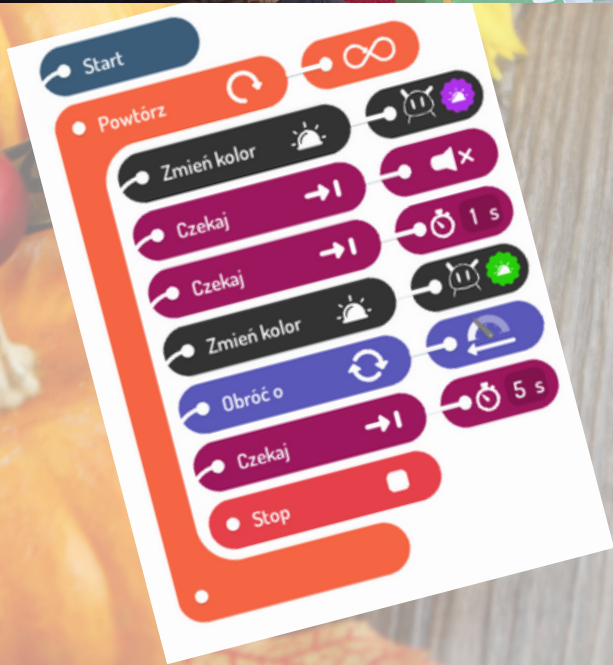 Start
Powtórz
Zmień kolor
Czekaj
Czekaj
1 s
Zmień kolor
Obróć o
Czekaj
5 s
Stop